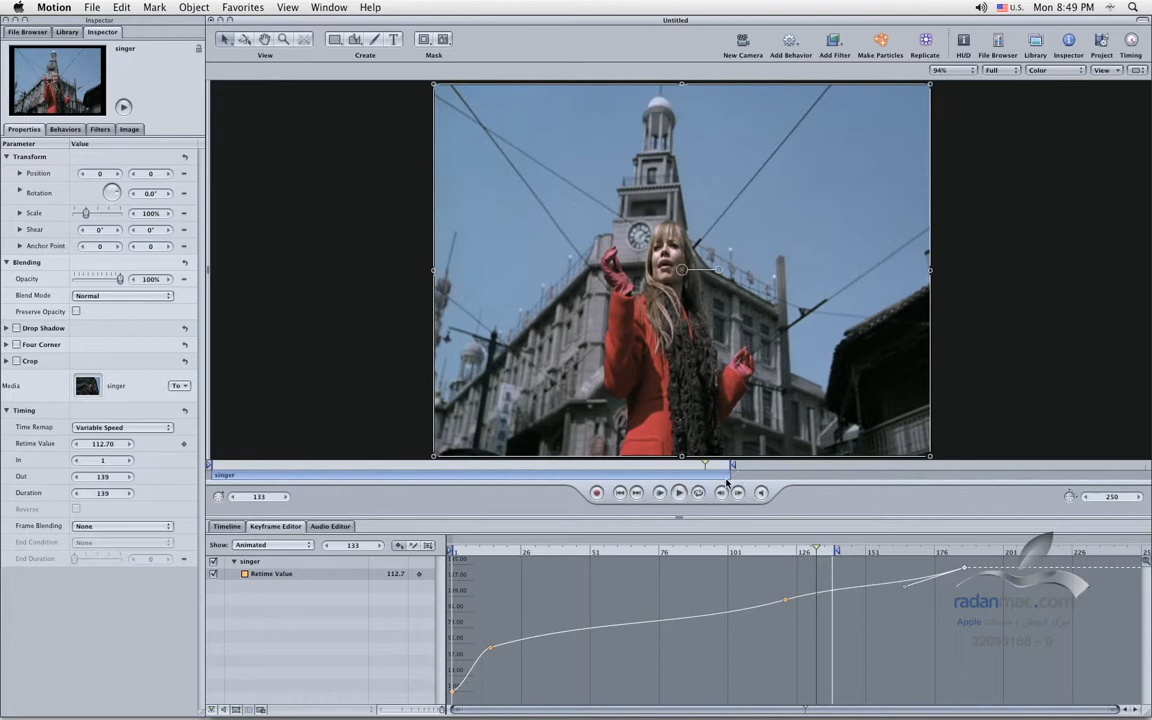 Motion File Edit Mark Object Favorites View Window Help
U.S. Mon 8:49 PM
Inspector
Untitled
File Browser Library Inspector
singer
View Create Mask
New Camera Add Behavior Add Filter Make Particles Replicate HUD File Browser Library Inspector Project Timing
94% Full Color View
Properties Behaviors Filters Image
Parameter Value
Transform
Position 0 0
Rotation 0.0°
Scale 100%
Shear 0° 0°
Anchor Point 0 0
Blending
Opacity 100%
Blend Mode Normal
Preserve Opacity
Drop Shadow
Four Corner
Crop
Media singer To
Timing
Time Remap Variable Speed
Retime Value 112.70
In 1
Out 139
Duration 139
Reverse
Frame Blending None
End Condition None
End Duration 0
singer
133
250
Timeline Keyframe Editor Audio Editor
Show: Animated 133
singer
Retime Value 112.7
1 26 51 76 101 126 151 176 201 226 25
radanmac.com
Apple
22096188 - 9